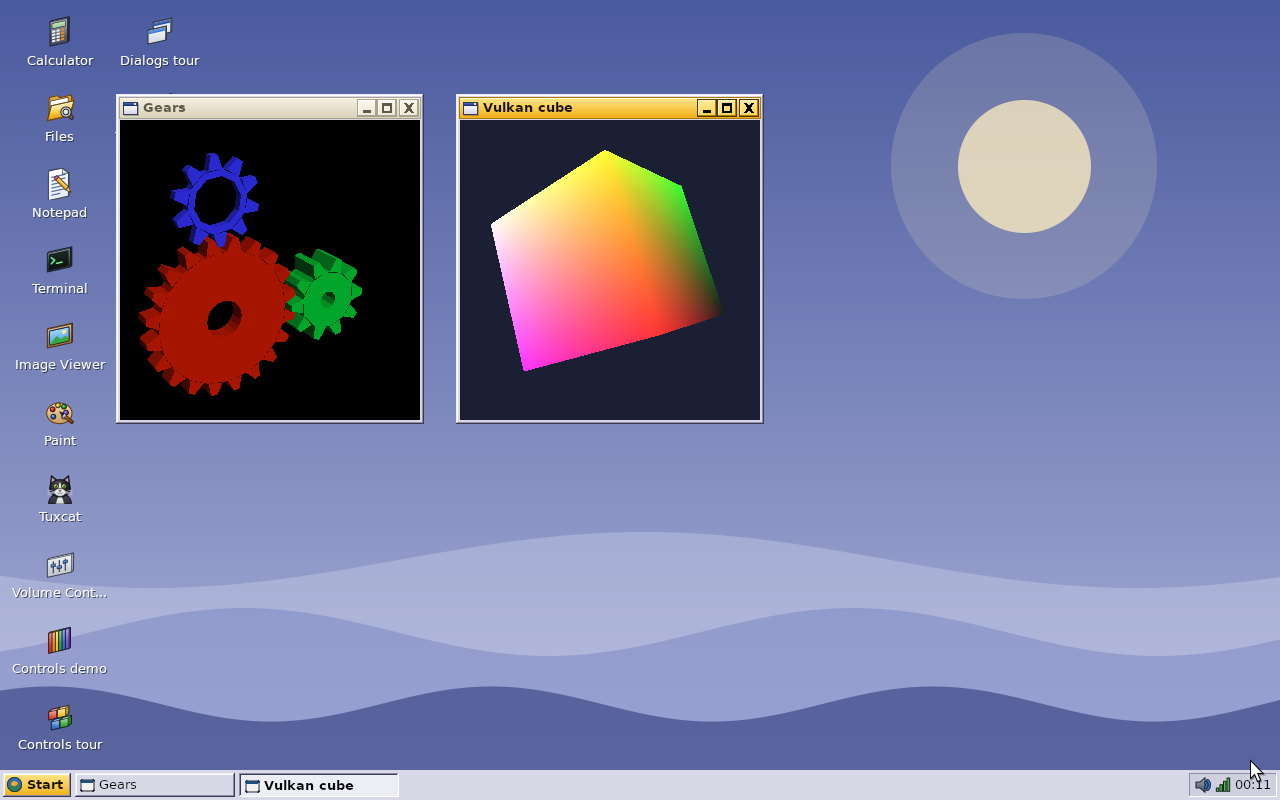 Calculator
Dialogs tour
Files
Notepad
Terminal
Image Viewer
Paint
Tuxcat
Volume Cont...
Controls demo
Controls tour
Gears
Vulkan cube
Start
Gears
Vulkan cube
00:11